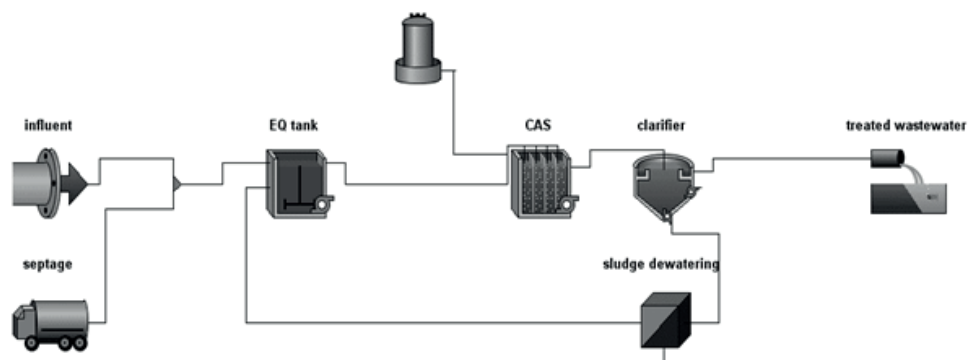 influent
EQ tank
CAS
clarifier
treated wastewater
septage
sludge dewatering